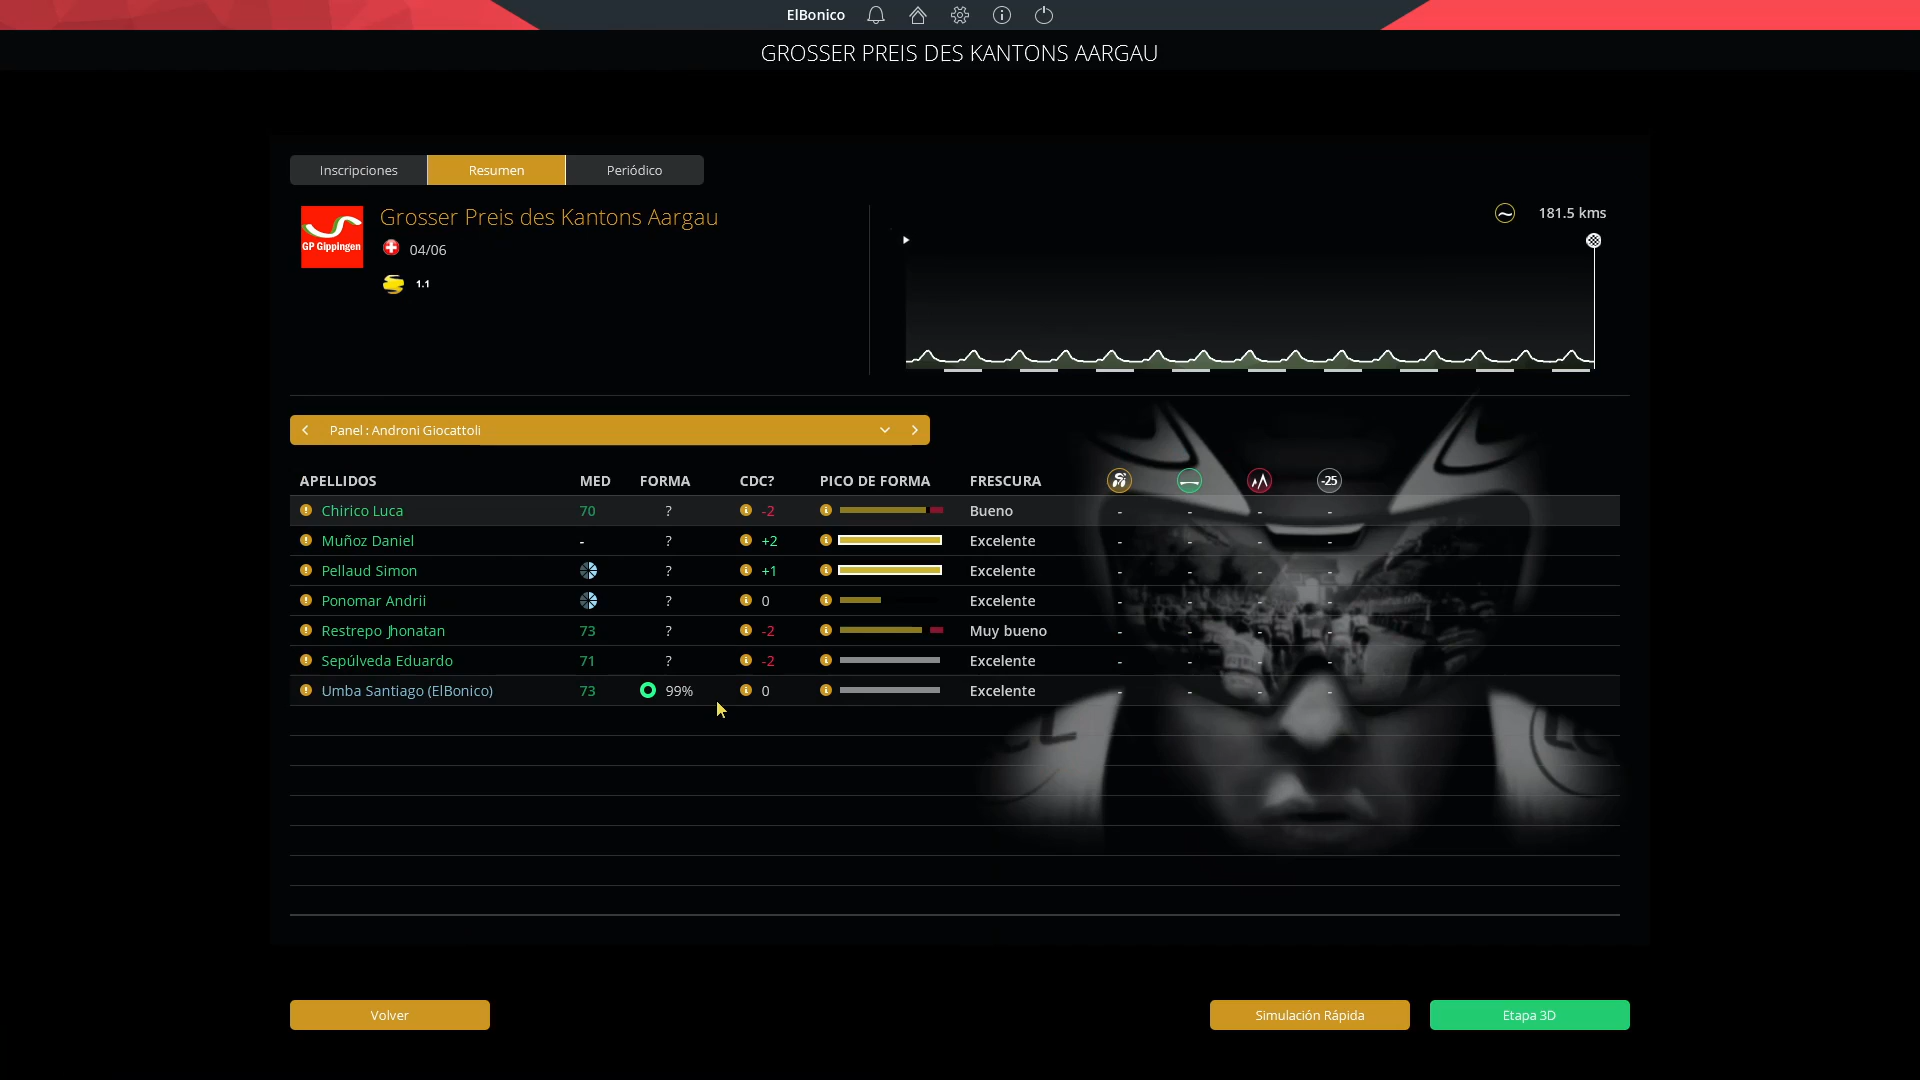 ElBonico
GROSSER PREIS DES KANTONS AARGAU
Inscripciones Resumen Periódico
GP Gippingen
Grosser Preis des Kantons Aargau
04/06
1.1
181.5 kms
Panel : Androni Giocattoli
APELLIDOS MED FORMA CDC? PICO DE FORMA FRESCURA -25
Chirico Luca 70 ? -2 Bueno - - - -
Muñoz Daniel - ? +2 Excelente - - - -
Pellaud Simon ? +1 Excelente - - - -
Ponomar Andrii ? 0 Excelente - - - -
Restrepo Jhonatan 73 ? -2 Muy bueno - - - -
Sepúlveda Eduardo 71 ? -2 Excelente - - - -
Umba Santiago (ElBonico) 73 99% 0 Excelente - - - -
Volver Simulación Rápida Etapa 3D